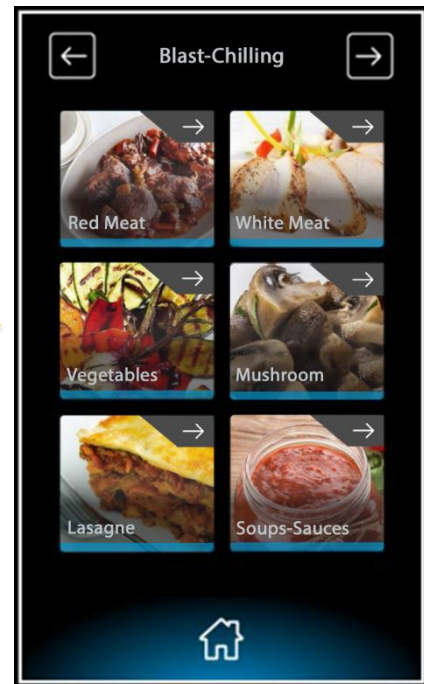 Blast-Chilling
Red Meat
White Meat
Vegetables
Mushroom
Lasagne
Soups-Sauces